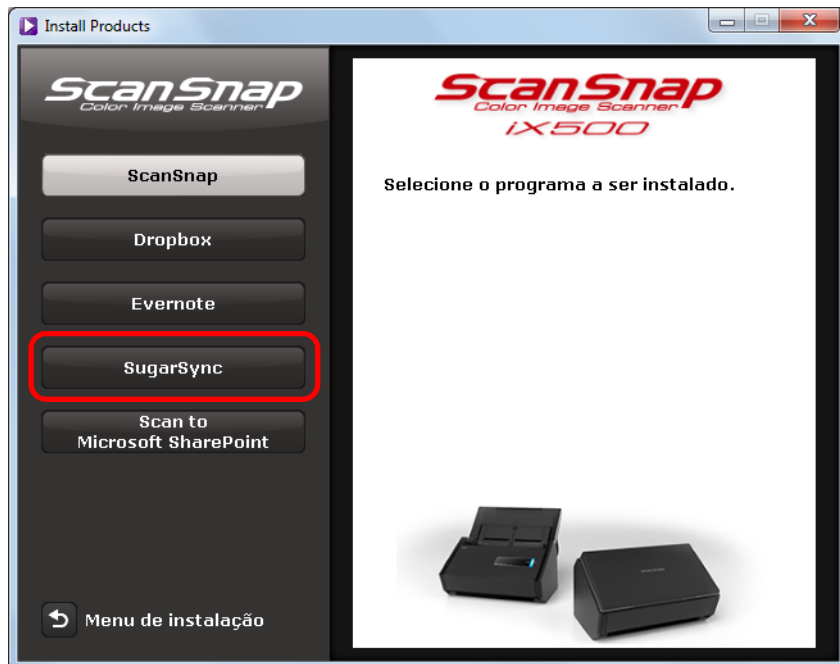 Install Products
ScanSnap
Color Image Scanner
ScanSnap
Dropbox
Evernote
SugarSync
Scan to
Microsoft SharePoint
Menu de instalação
ScanSnap
Color Image Scanner
iX500
Selecione o programa a ser instalado.